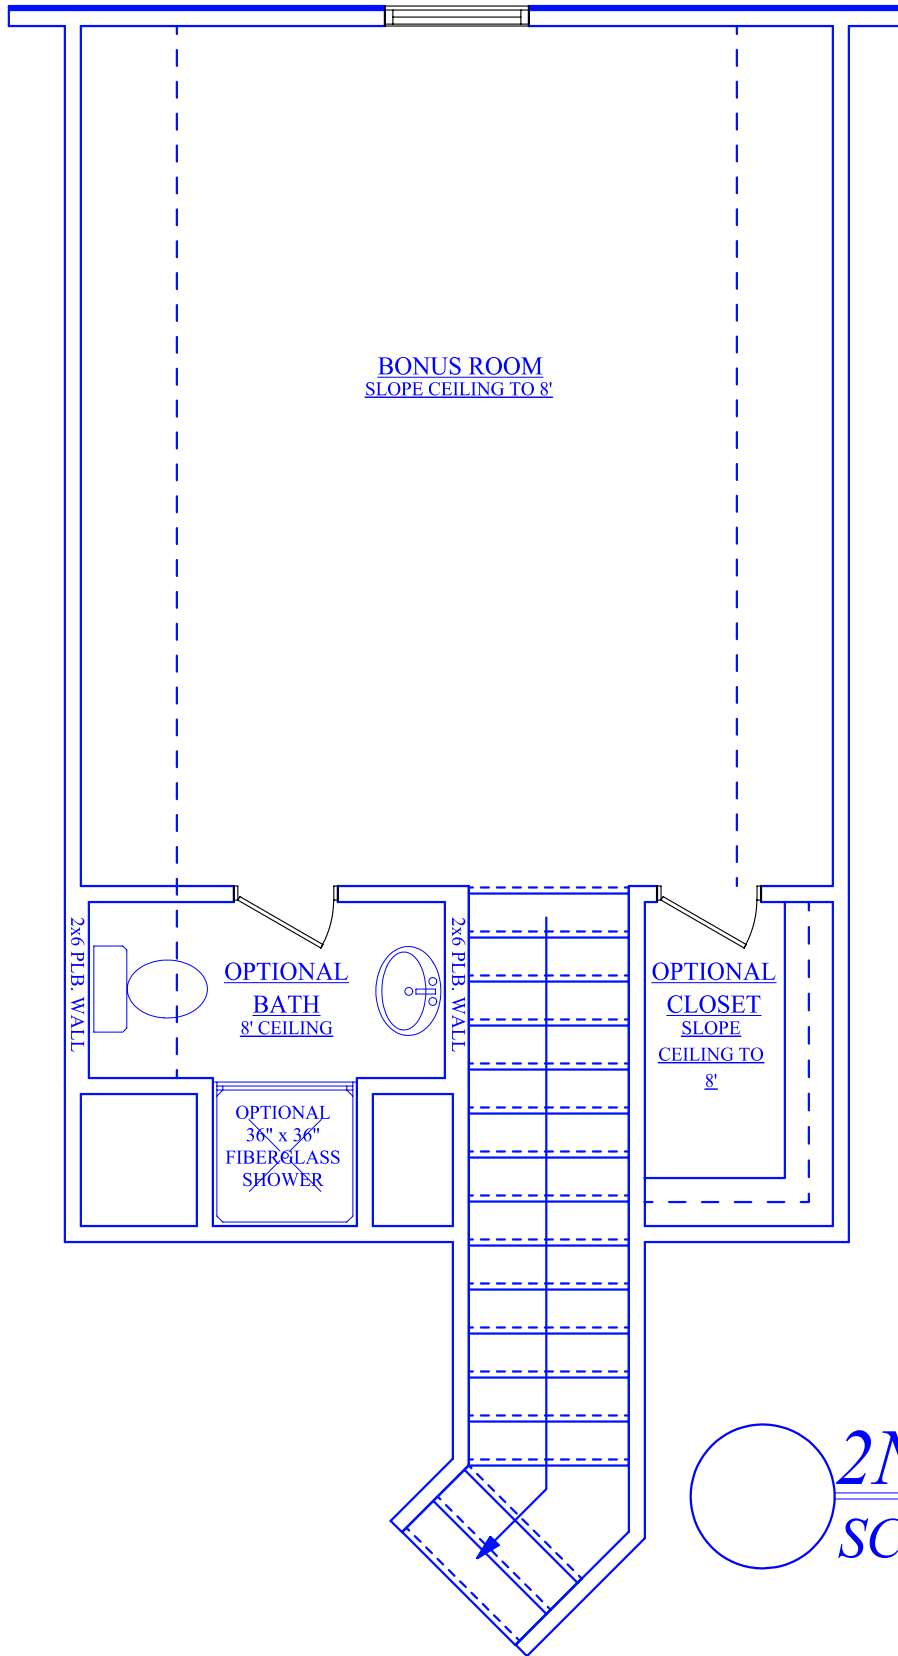 BONUS ROOM
SLOPE CEILING TO 8'
2x6 PLB. WALL
OPTIONAL
BATH
8' CEILING
2x6 PLB. WALL
OPTIONAL
CLOSET
SLOPE
CEILING TO
8'
OPTIONAL
36" x 36"
FIBERGLASS
SHOWER